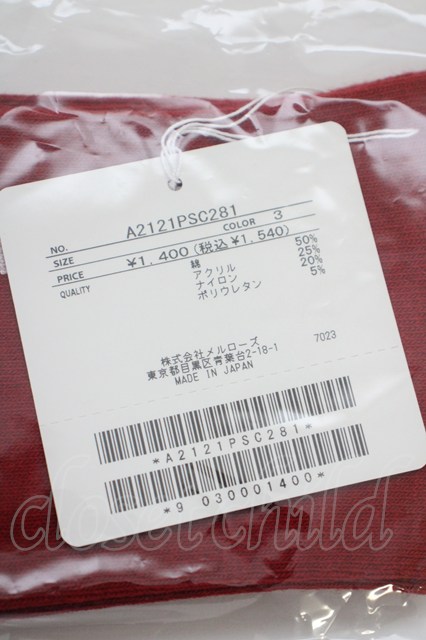 NO. A2121PSC281
SIZE COLOR 3
PRICE ¥1,400(税込¥1,540)
QUALITY 綿 50%
アクリル 25%
ナイロン 20%
ポリウレタン 5%
株式会社メルローズ 7023
東京都目黒区青葉台2-18-1
MADE IN JAPAN
*A2121PSC281*
*9 030001400*
closet child